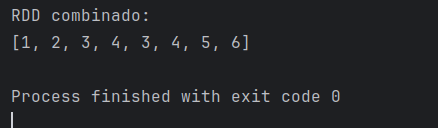 RDD combinado:
[1, 2, 3, 4, 3, 4, 5, 6]
Process finished with exit code 0